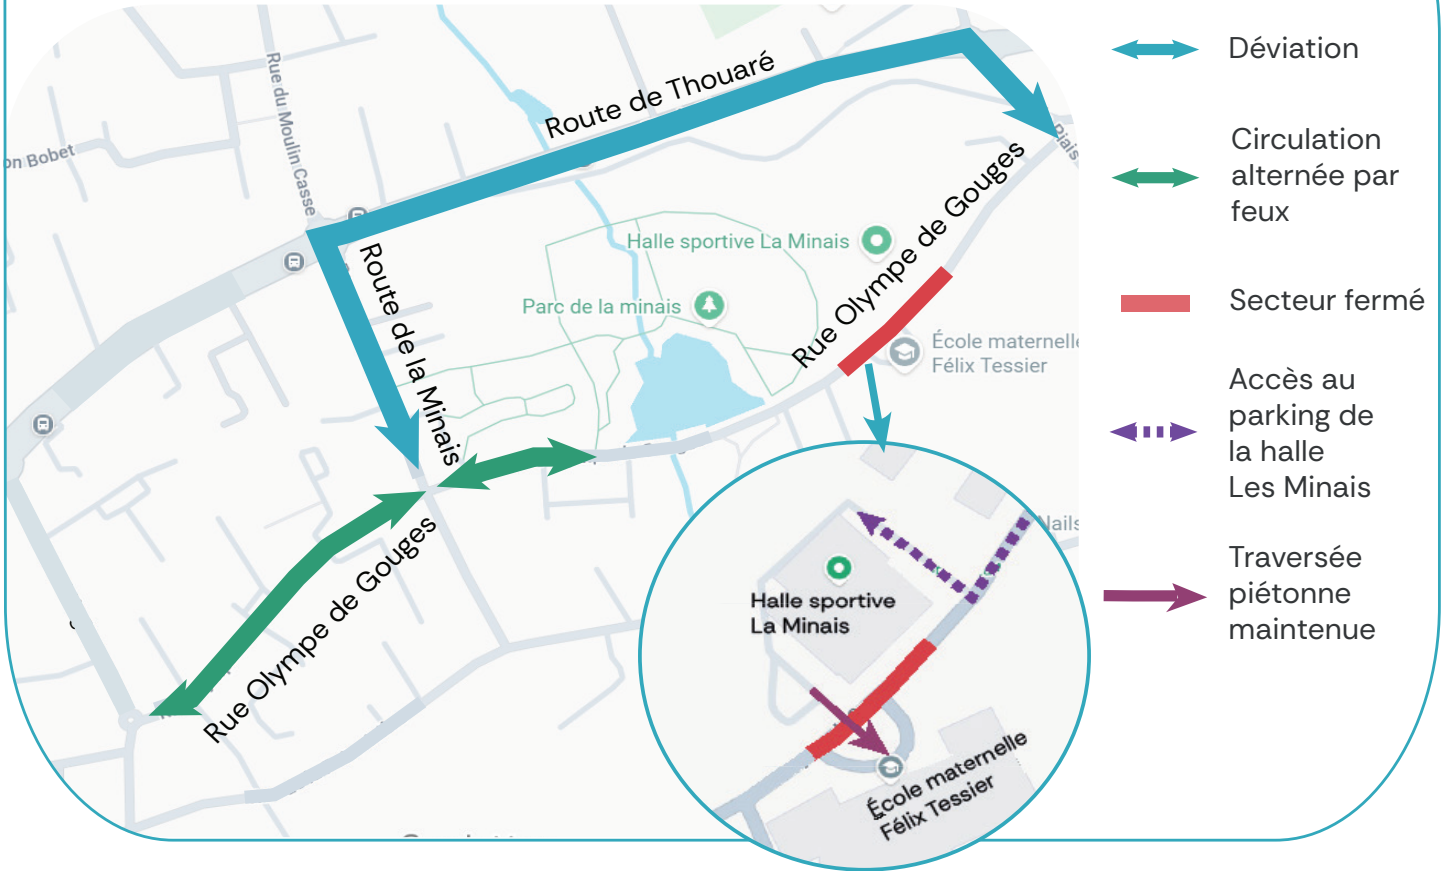 Route de Thouaré
Rue du Moulin Casse
on Bobet
Route de la Minais
Halle sportive La Minais
Parc de la minais
Rue Olympe de Gouges
École maternelle
Félix Tessier
Rue Olympe de Gouges
Halle sportive
La Minais
École maternelle
Félix Tessier
Déviation
Circulation
alternée par
feux
Secteur fermé
Accès au
parking de
la halle
Les Minais
Traversée
piétonne
maintenue